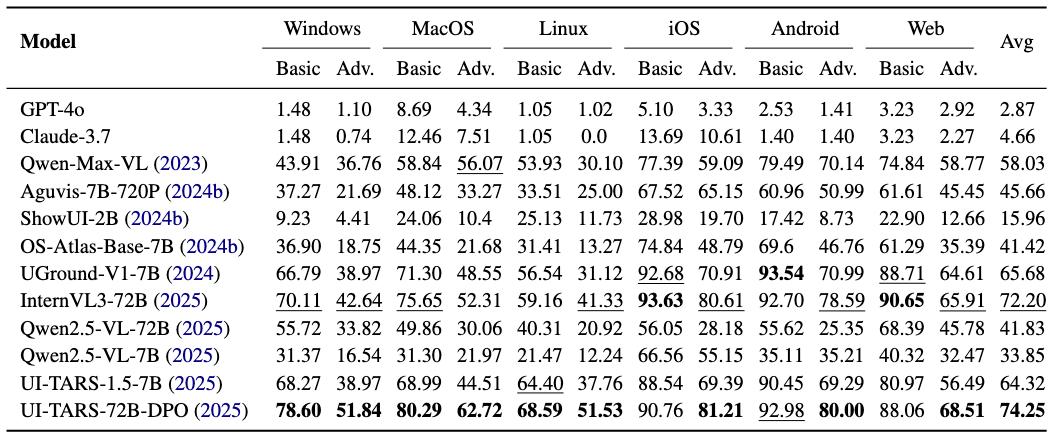 Model Windows MacOS Linux iOS Android Web Avg
Basic Adv. Basic Adv. Basic Adv. Basic Adv. Basic Adv. Basic Adv.
GPT-4o 1.48 1.10 8.69 4.34 1.05 1.02 5.10 3.33 2.53 1.41 3.23 2.92 2.87
Claude-3.7 1.48 0.74 12.46 7.51 1.05 0.0 13.69 10.61 1.40 1.40 3.23 2.27 4.66
Qwen-Max-VL (2023) 43.91 36.76 58.84 56.07 53.93 30.10 77.39 59.09 79.49 70.14 74.84 58.77 58.03
Aguvis-7B-720P (2024b) 37.27 21.69 48.12 33.27 33.51 25.00 67.52 65.15 60.96 50.99 61.61 45.45 45.66
ShowUI-2B (2024b) 9.23 4.41 24.06 10.4 25.13 11.73 28.98 19.70 17.42 8.73 22.90 12.66 15.96
OS-Atlas-Base-7B (2024b) 36.90 18.75 44.35 21.68 31.41 13.27 74.84 48.79 69.6 46.76 61.29 35.39 41.42
UGround-V1-7B (2024) 66.79 38.97 71.30 48.55 56.54 31.12 92.68 70.91 93.54 70.99 88.71 64.61 65.68
InternVL3-72B (2025) 70.11 42.64 75.65 52.31 59.16 41.33 93.63 80.61 92.70 78.59 90.65 65.91 72.20
Qwen2.5-VL-72B (2025) 55.72 33.82 49.86 30.06 40.31 20.92 56.05 28.18 55.62 25.35 68.39 45.78 41.83
Qwen2.5-VL-7B (2025) 31.37 16.54 31.30 21.97 21.47 12.24 66.56 55.15 35.11 35.21 40.32 32.47 33.85
UI-TARS-1.5-7B (2025) 68.27 38.97 68.99 44.51 64.40 37.76 88.54 69.39 90.45 69.29 80.97 56.49 64.32
UI-TARS-72B-DPO (2025) 78.60 51.84 80.29 62.72 68.59 51.53 90.76 81.21 92.98 80.00 88.06 68.51 74.25